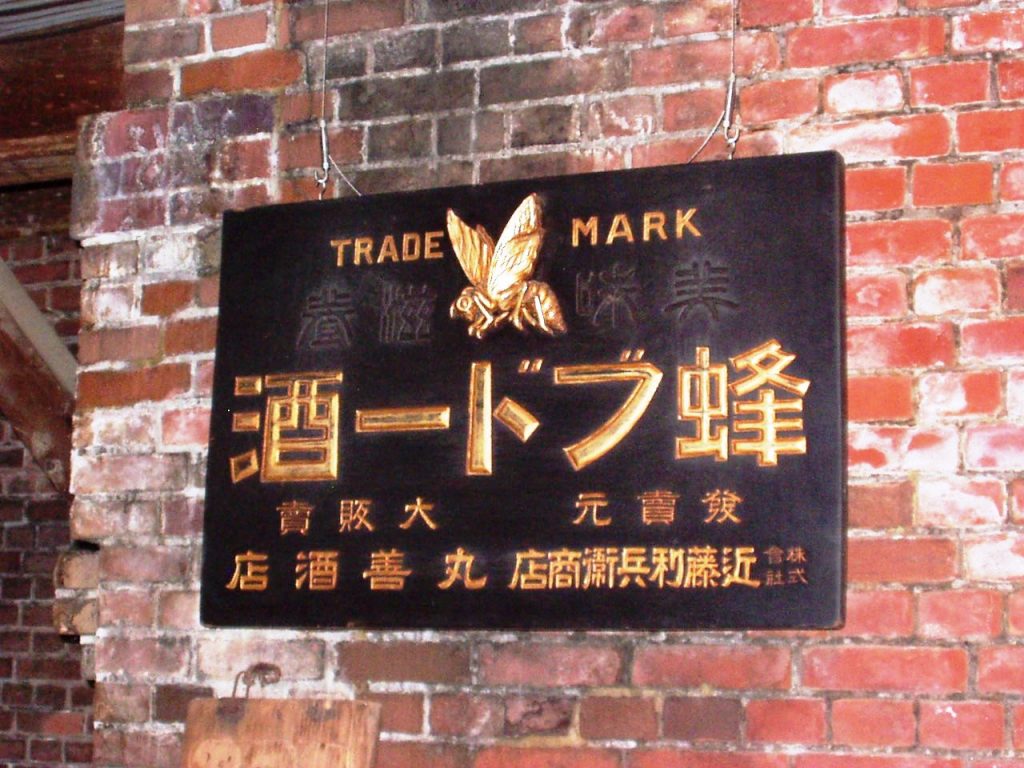 TRADE MARK
美味滋養
蜂ブドー酒
發賣元 大販賣
株式會社 近藤利兵衞商店 丸善酒店